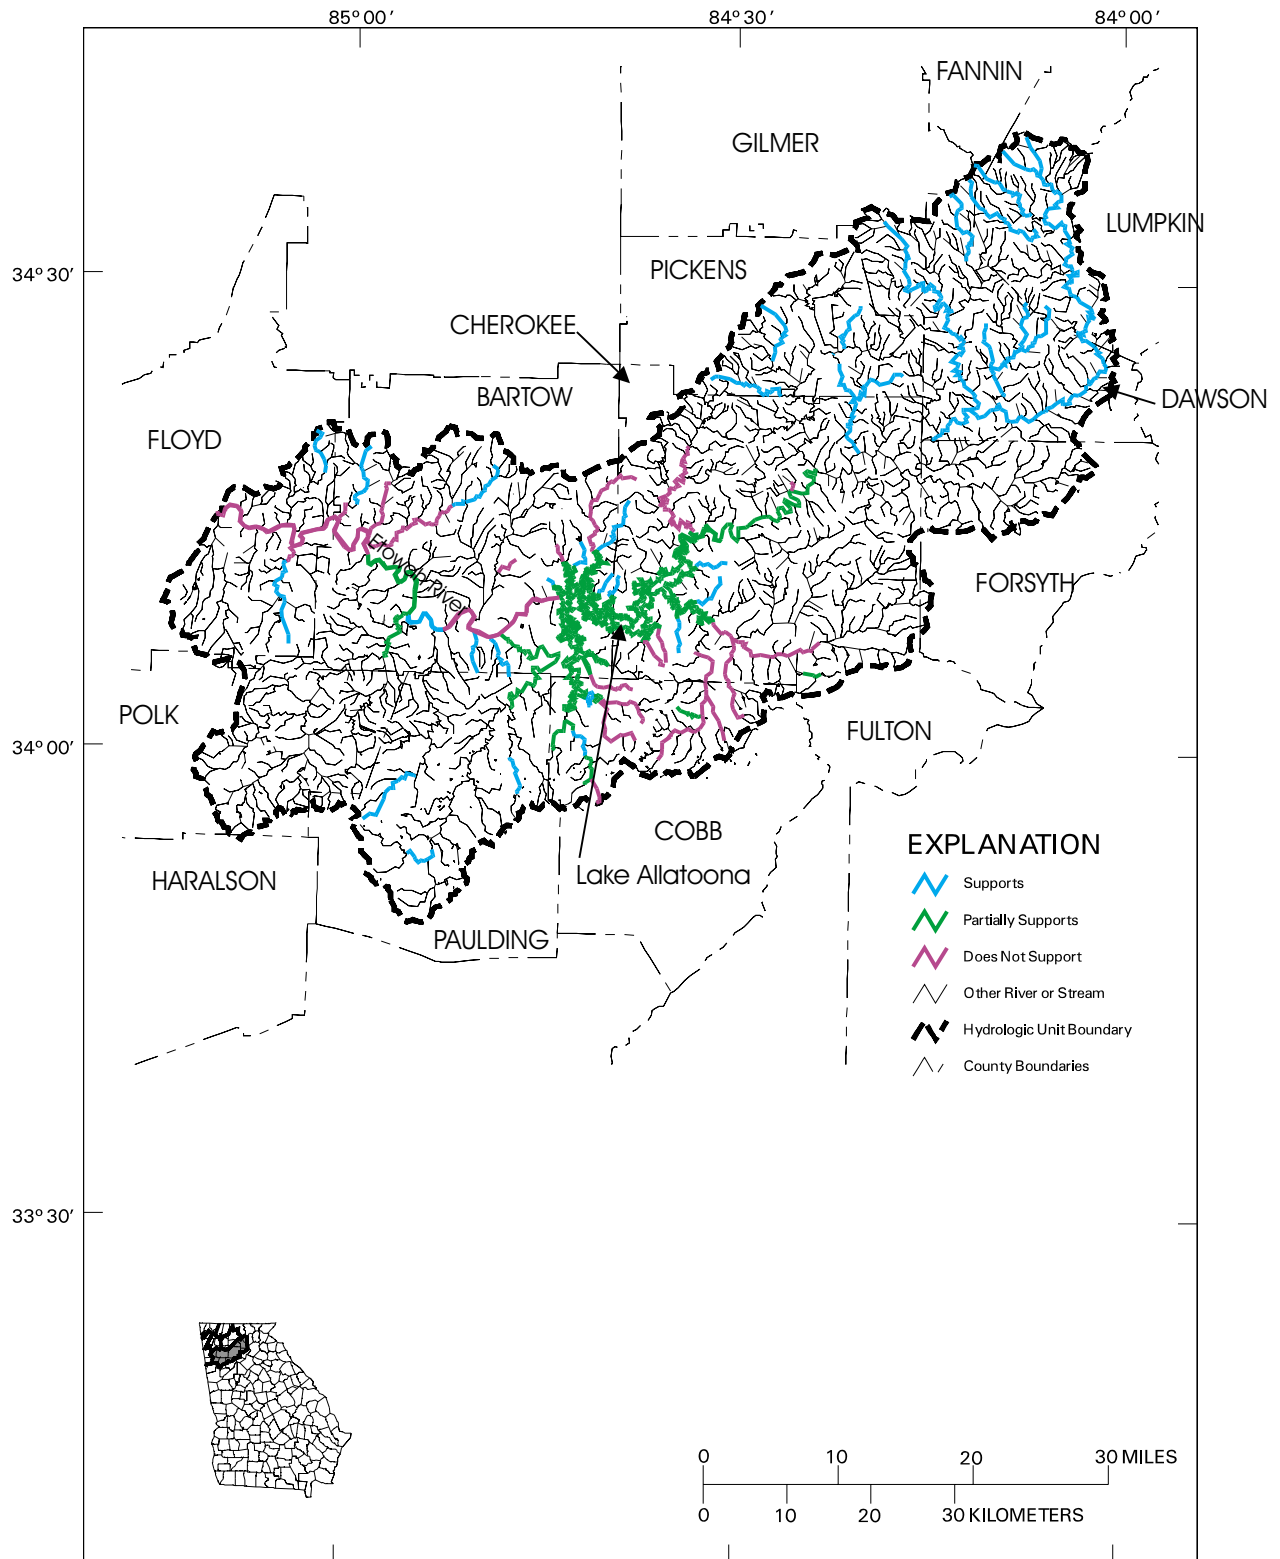 85°00'
84°30'
84°00'
FANNIN
GILMER
LUMPKIN
34°30'
PICKENS
CHEROKEE
BARTOW
DAWSON
FLOYD
Etowah River
FORSYTH
POLK
FULTON
34°00'
COBB
EXPLANATION
Lake Allatoona
HARALSON
Supports
Partially Supports
PAULDING
Does Not Support
Other River or Stream
Hydrologic Unit Boundary
County Boundaries
33°30'
0 10 20 30 MILES
0 10 20 30 KILOMETERS